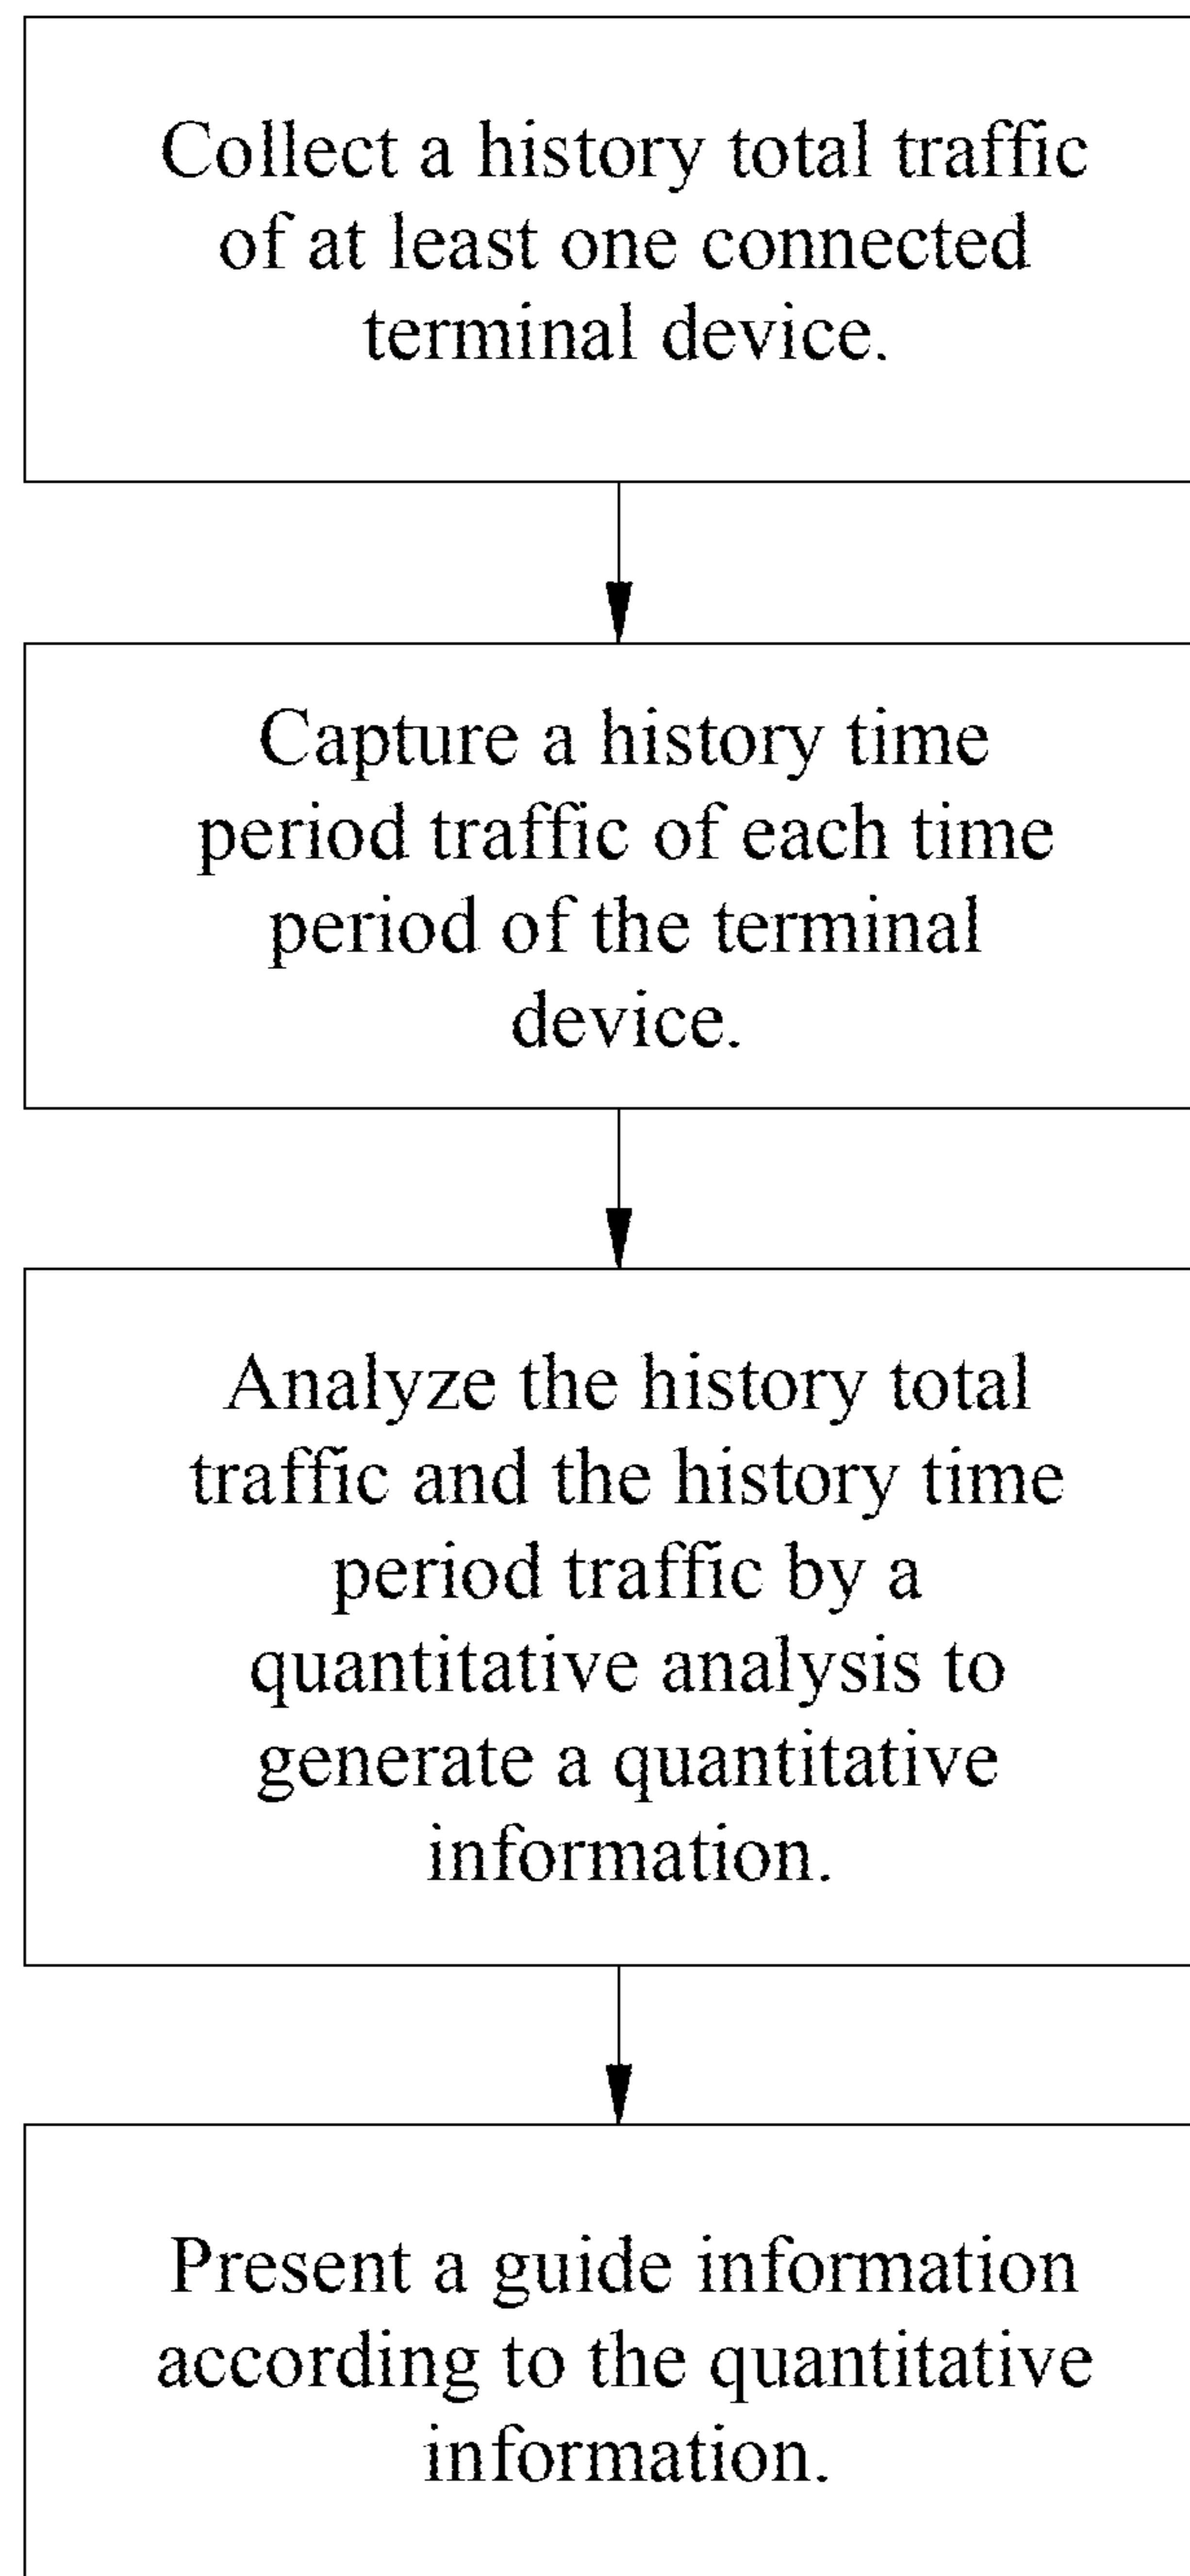 Collect a history total traffic
of at least one connected
terminal device.
Capture a history time
period traffic of each time
period of the terminal
device.
Analyze the history total
traffic and the history time
period traffic by a
quantitative analysis to
generate a quantitative
information.
Present a guide information
according to the quantitative
information.